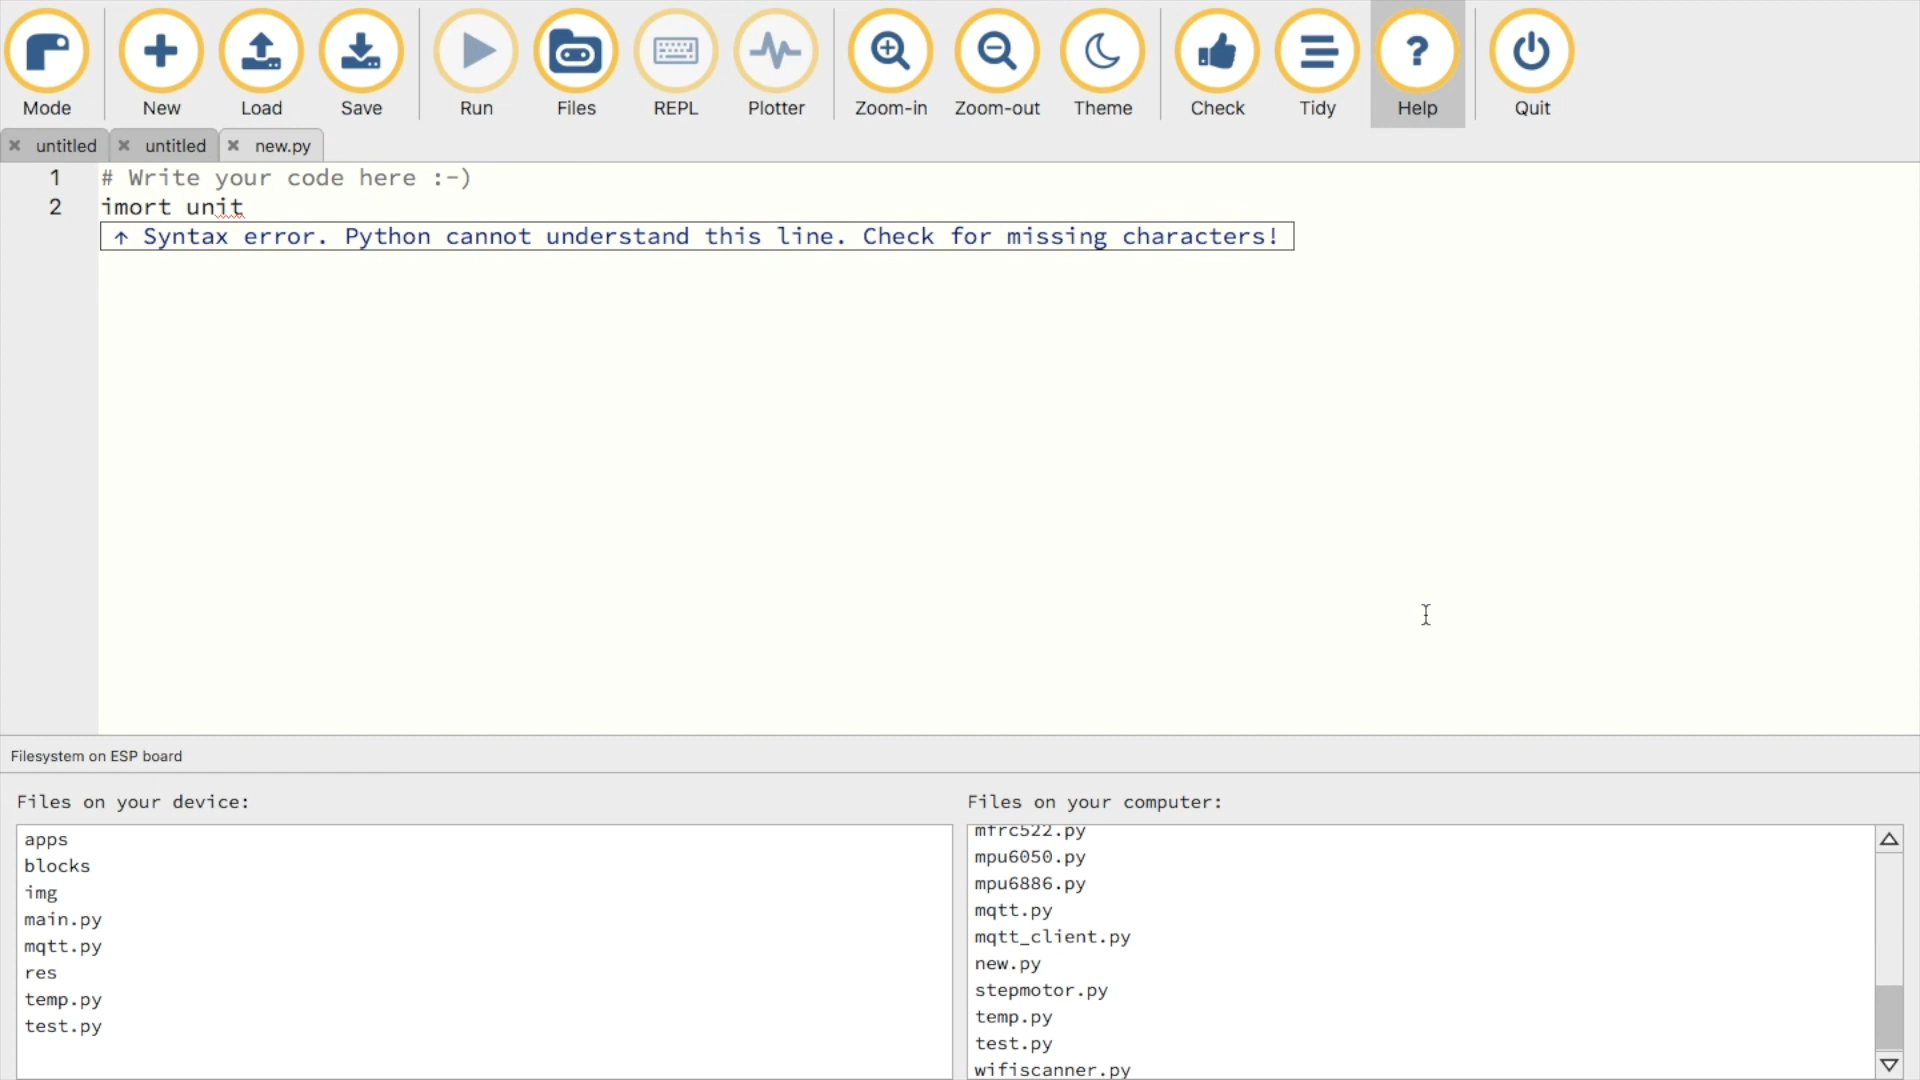 Mode New Load Save Run Files REPL Plotter Zoom-in Zoom-out Theme Check Tidy Help Quit
untitled untitled new.py
1 # Write your code here :-)
2 imort unit
↑ Syntax error. Python cannot understand this line. Check for missing characters!
Filesystem on ESP board
Files on your device:
apps
blocks
img
main.py
mqtt.py
res
temp.py
test.py
Files on your computer:
mfrc522.py
mpu6050.py
mpu6886.py
mqtt.py
mqtt_client.py
new.py
stepmotor.py
temp.py
test.py
wifiscanner.py